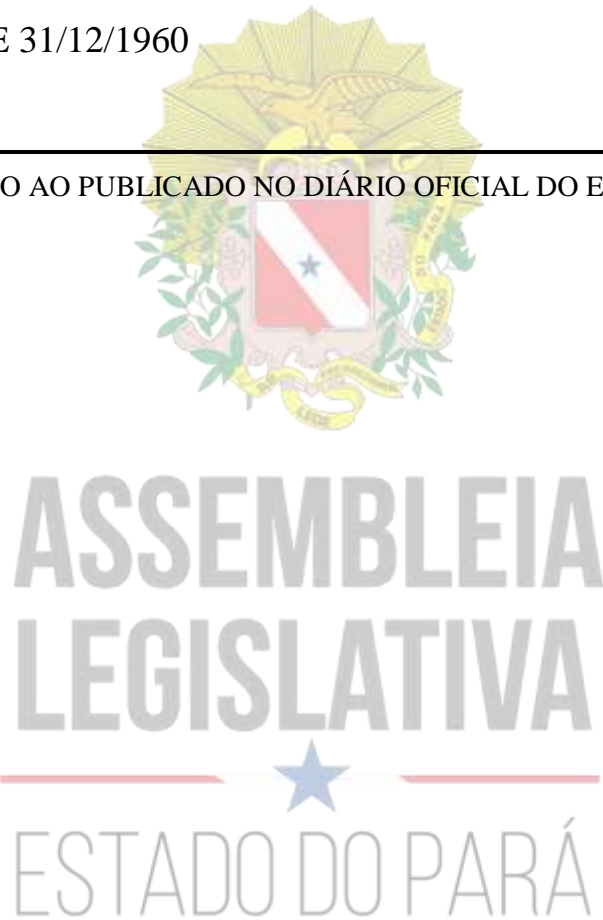 E 31/12/1960
O AO PUBLICADO NO DIÁRIO OFICIAL DO E
ASSEMBLEIA
LEGISLATIVA
ESTADO DO PARÁ